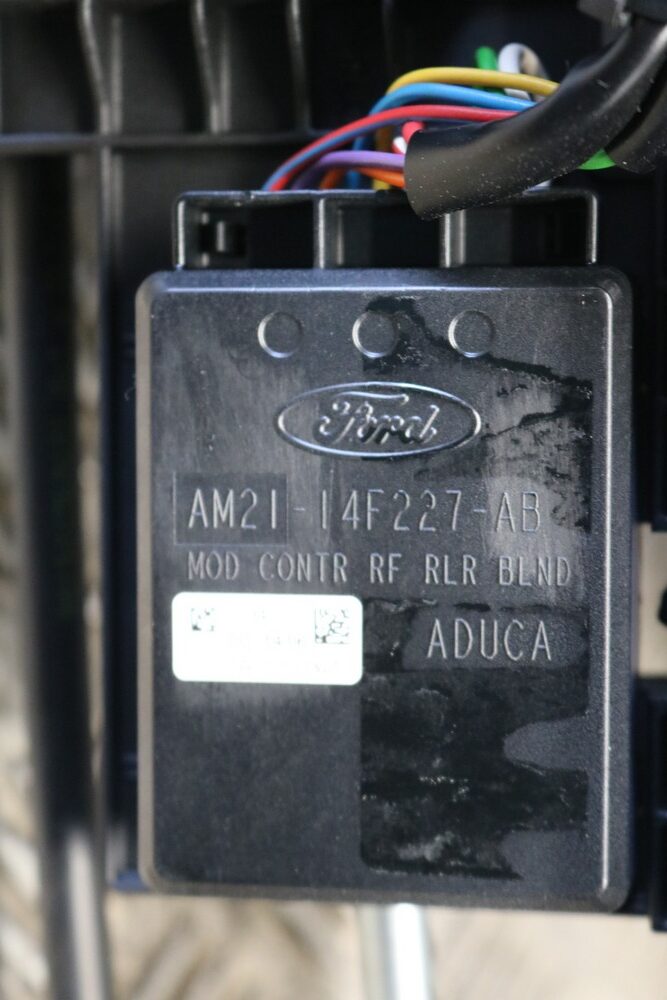 Ford
AM21-14F227-AB
MOD CONTR RF RLR BLND
ADUCA